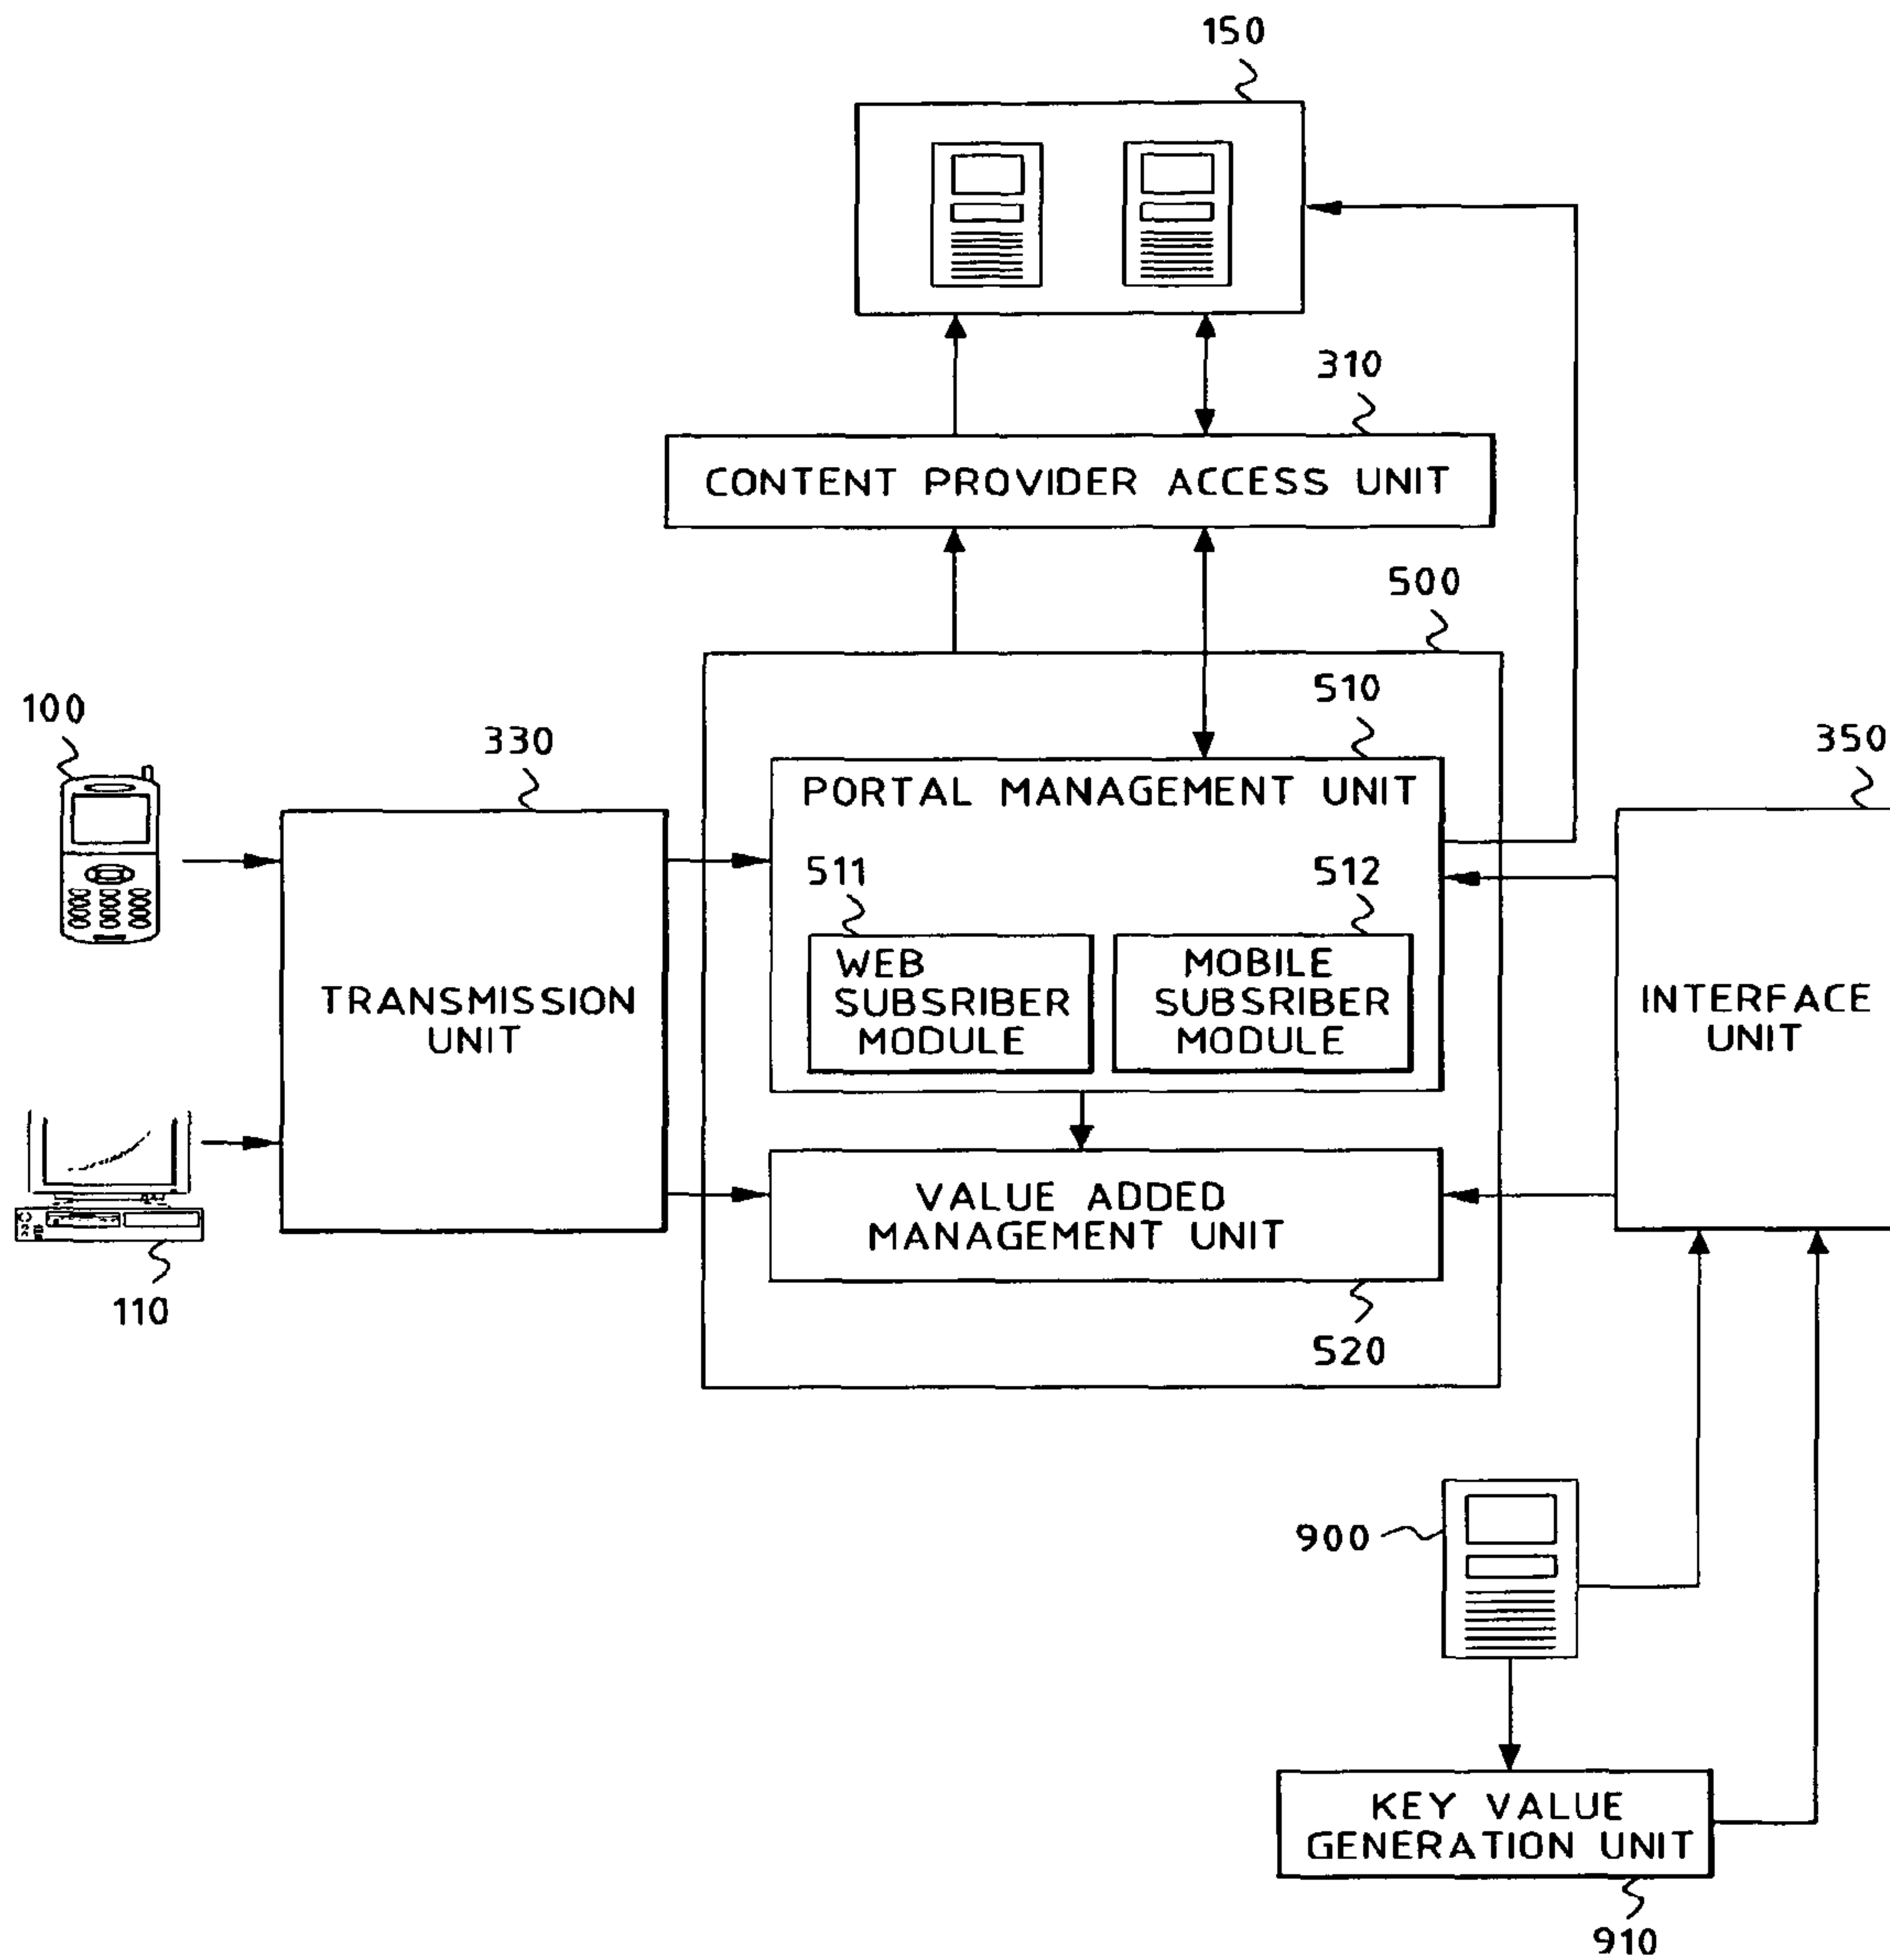 150
310
CONTENT PROVIDER ACCESS UNIT
500
510
100
330
350
PORTAL MANAGEMENT UNIT
511
512
WEB
SUBSRIBER
MODULE
MOBILE
SUBSRIBER
MODULE
TRANSMISSION
UNIT
INTERFACE
UNIT
VALUE ADDED
MANAGEMENT UNIT
110
520
900
KEY VALUE
GENERATION UNIT
910